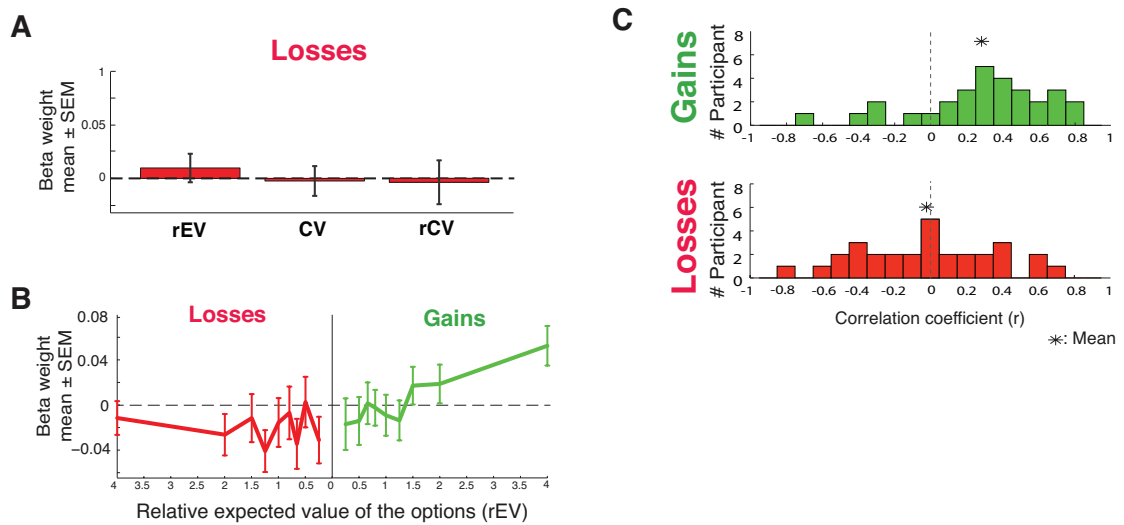 A
Losses
Beta weight
mean ± SEM
1
0.05
0
rEV
CV
rCV
B
Losses
Gains
Beta weight
mean ± SEM
0.08
0.04
0
−0.04
4
3.5
3
2.5
2
1.5
1
0.5
0
0.5
1
1.5
2
2.5
3
3.5
4
Relative expected value of the options (rEV)
C
Gains
# Participant
8
6
4
2
0
-1
-0.8
-0.6
-0.4
-0.2
0
0.2
0.4
0.6
0.8
1
Losses
# Participant
8
6
4
2
0
-1
-0.8
-0.6
-0.4
-0.2
0
0.2
0.4
0.6
0.8
1
Correlation coefficient (r)
✳: Mean